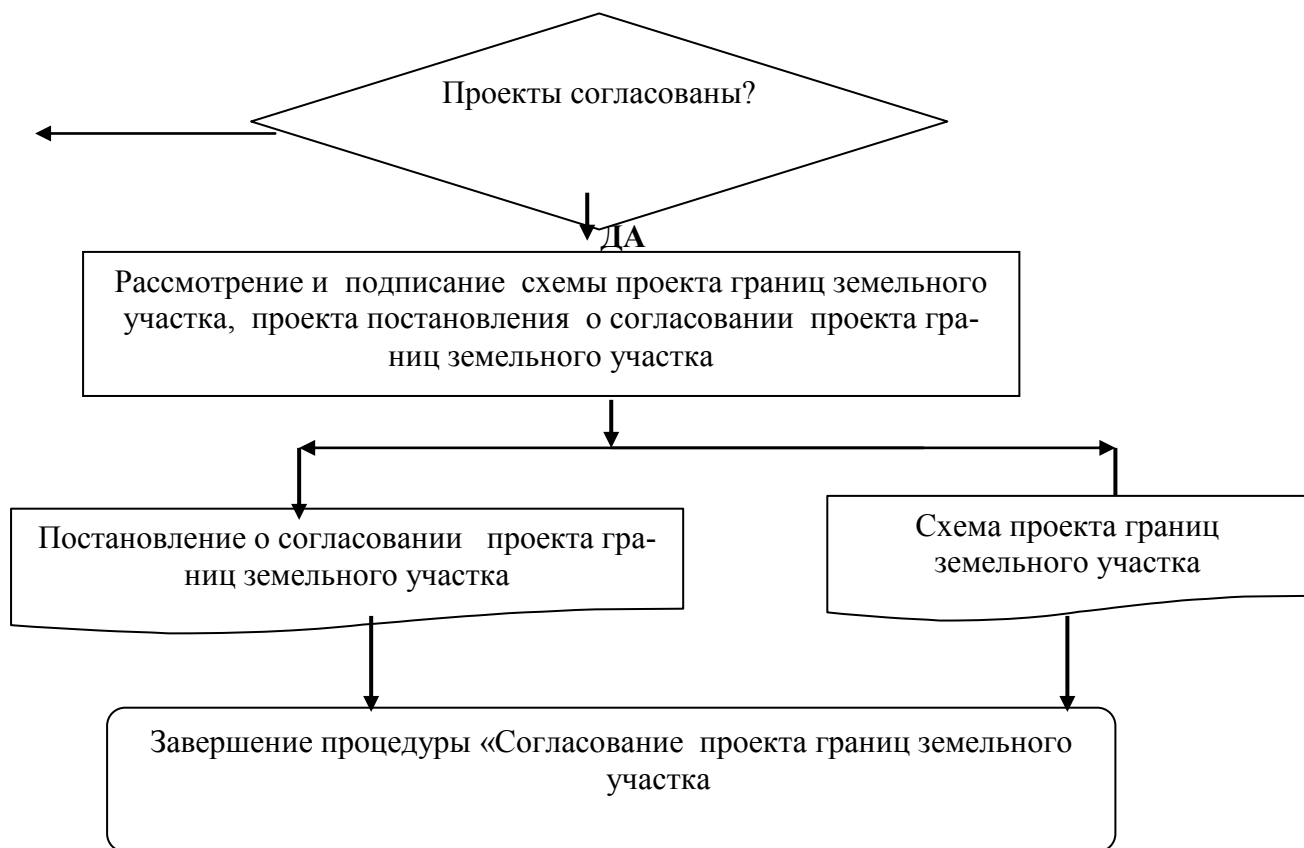 Проекты согласованы?
ДА
Рассмотрение и подписание схемы проекта границ земельного
участка, проекта постановления о согласовании проекта гра-
ниц земельного участка
Постановление о согласовании проекта гра-
ниц земельного участка
Схема проекта границ
земельного участка
Завершение процедуры «Согласование проекта границ земельного
участка